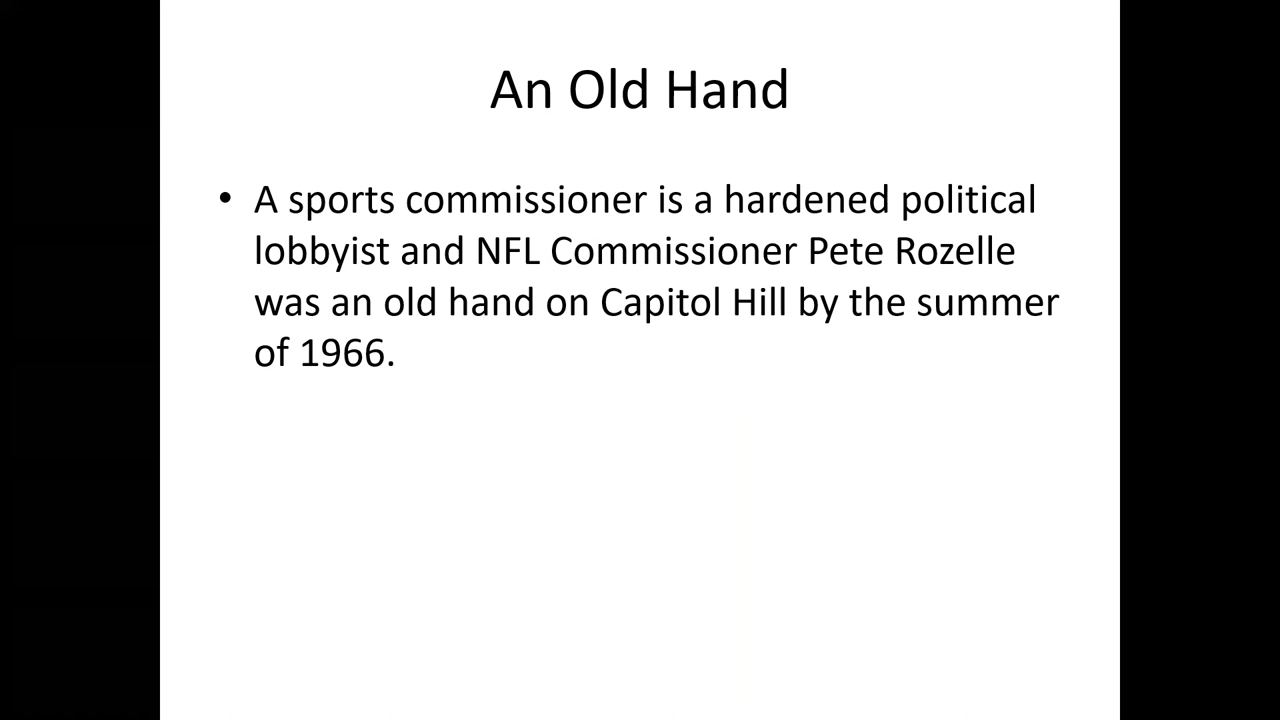 An Old Hand
• A sports commissioner is a hardened political
lobbyist and NFL Commissioner Pete Rozelle
was an old hand on Capitol Hill by the summer
of 1966.